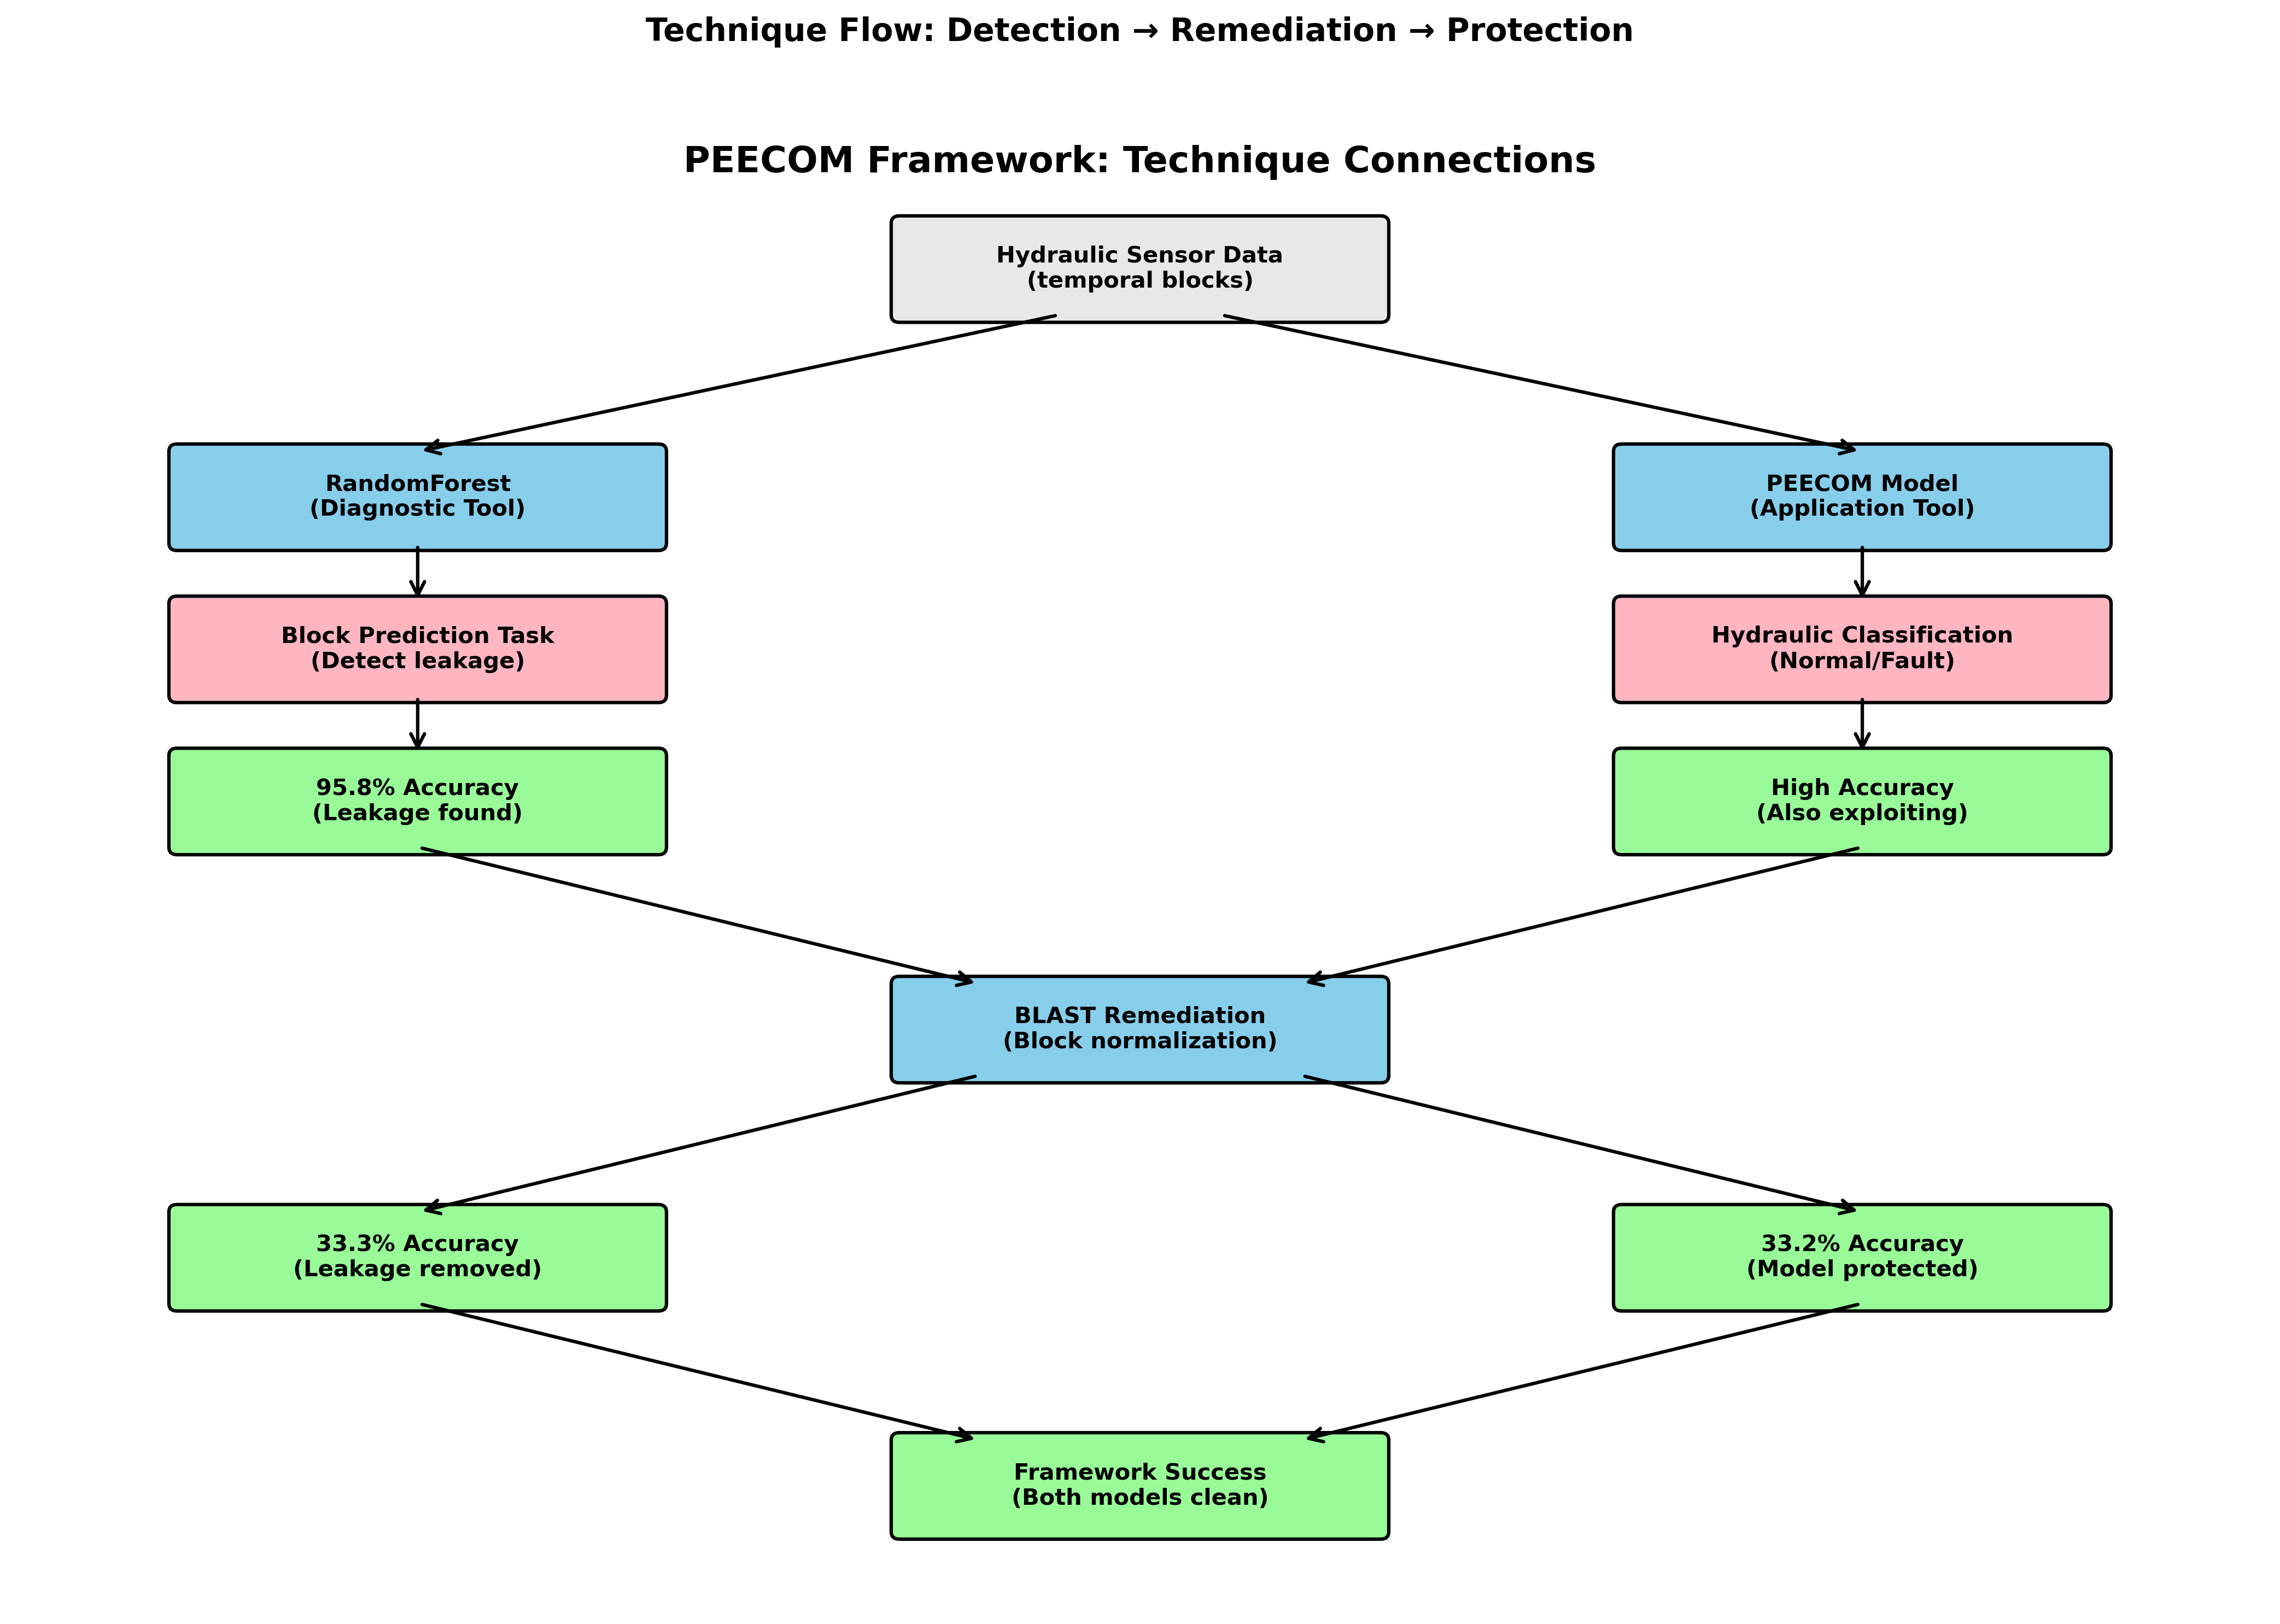 Technique Flow: Detection → Remediation → Protection
PEECOM Framework: Technique Connections
Hydraulic Sensor Data
(temporal blocks)
RandomForest
(Diagnostic Tool)
PEECOM Model
(Application Tool)
Block Prediction Task
(Detect leakage)
Hydraulic Classification
(Normal/Fault)
95.8% Accuracy
(Leakage found)
High Accuracy
(Also exploiting)
BLAST Remediation
(Block normalization)
33.3% Accuracy
(Leakage removed)
33.2% Accuracy
(Model protected)
Framework Success
(Both models clean)